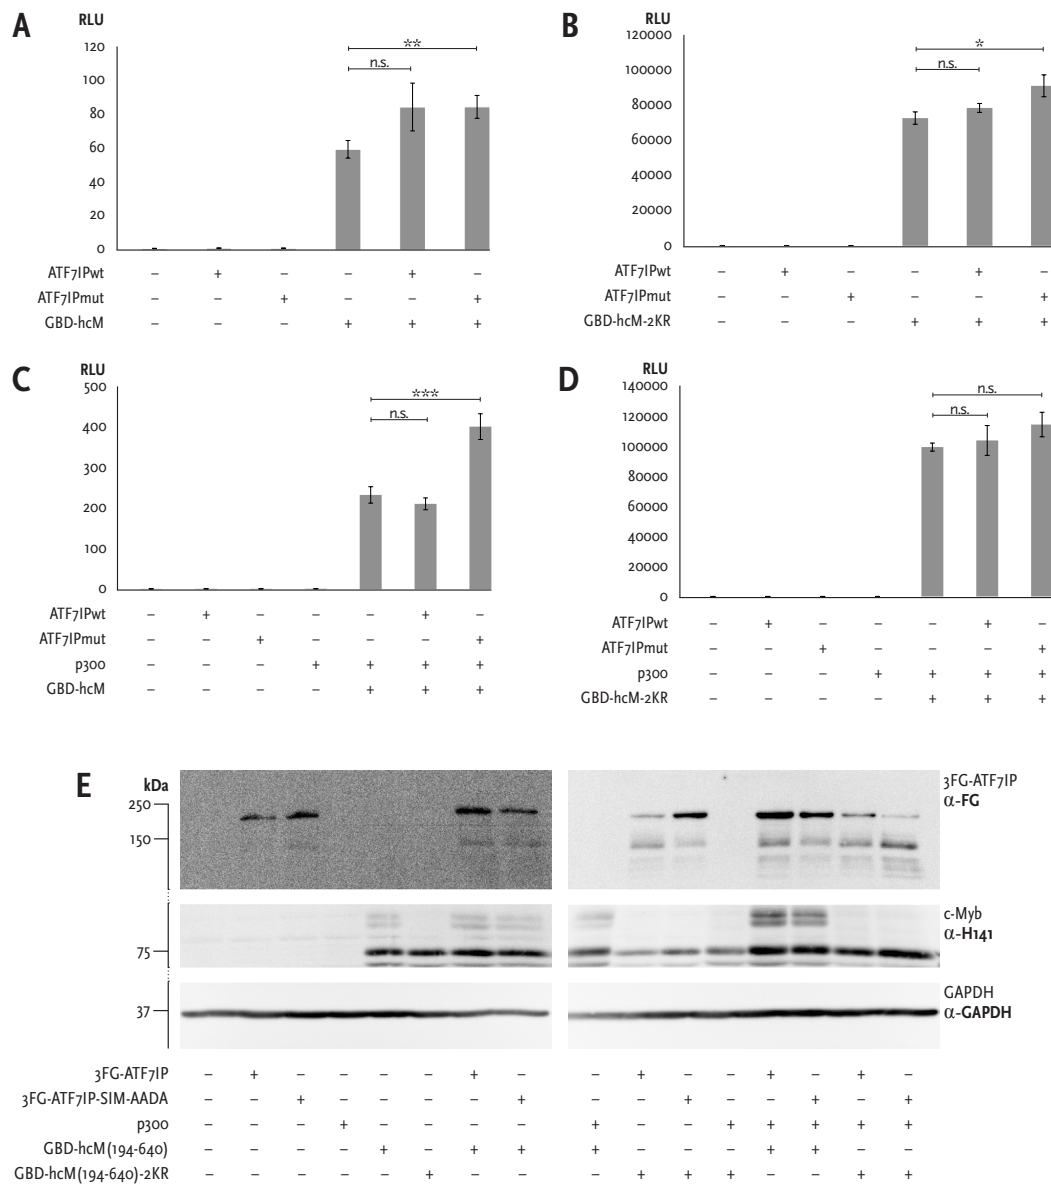 A
RLU
120
**
100
n.s.
80
60
40
20
0
ATF7IPwt – + – – + –
ATF7IPmut – – + – – +
GBD-hcM – – – + + +
B
RLU
120000
*
100000
n.s.
80000
60000
40000
20000
0
ATF7IPwt – + – – + –
ATF7IPmut – – + – – +
GBD-hcM-2KR – – – + + +
C
RLU
500
***
n.s.
400
300
200
100
0
ATF7IPwt – + – – – + –
ATF7IPmut – – + – – – +
p300 – – – + + + +
GBD-hcM – – – – + + +
D
RLU
140000
n.s.
120000
n.s.
100000
80000
60000
40000
20000
0
ATF7IPwt – + – – – + –
ATF7IPmut – – + – – – +
p300 – – – + + + +
GBD-hcM-2KR – – – – + + +
E
kDa
250
150
75
37
3FG-ATF7IP
α-FG
c-Myb
α-H141
GAPDH
α-GAPDH
3FG-ATF7IP – + – – – – + – – + – – + – + –
3FG-ATF7IP-SIM-AADA – – + – – – – + – – + – – + – +
p300 – – – + – – – – + – – + + + + +
GBD-hcM(194-640) – – – – + – + + + – – – + + – –
GBD-hcM(194-640)-2KR – – – – – + – – – + + + – – + +